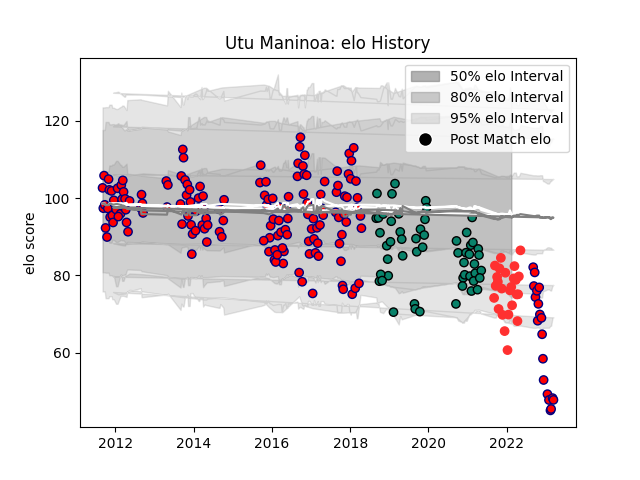 Utu Maninoa: elo History
50% elo Interval
80% elo Interval
95% elo Interval
Post Match elo
elo score
120
100
80
60
2012 2014 2016 2018 2020 2022